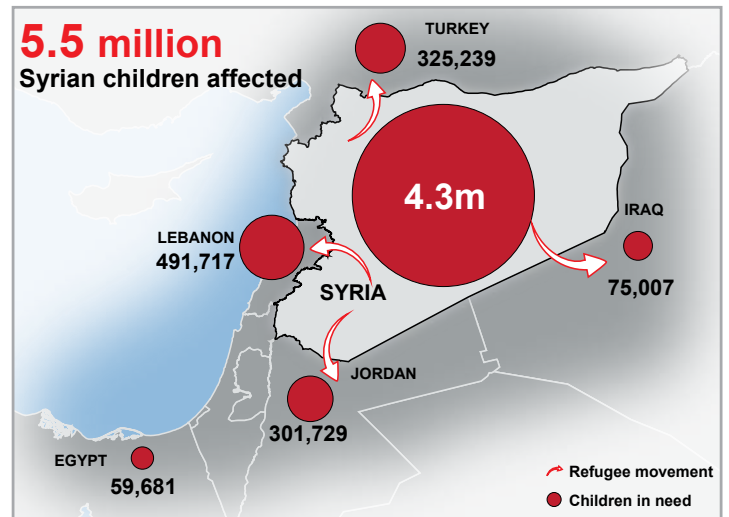 5.5 million
Syrian children affected
TURKEY
325,239
4.3m
IRAQ
75,007
LEBANON
491,717
SYRIA
JORDAN
301,729
EGYPT
59,681
Refugee movement
Children in need